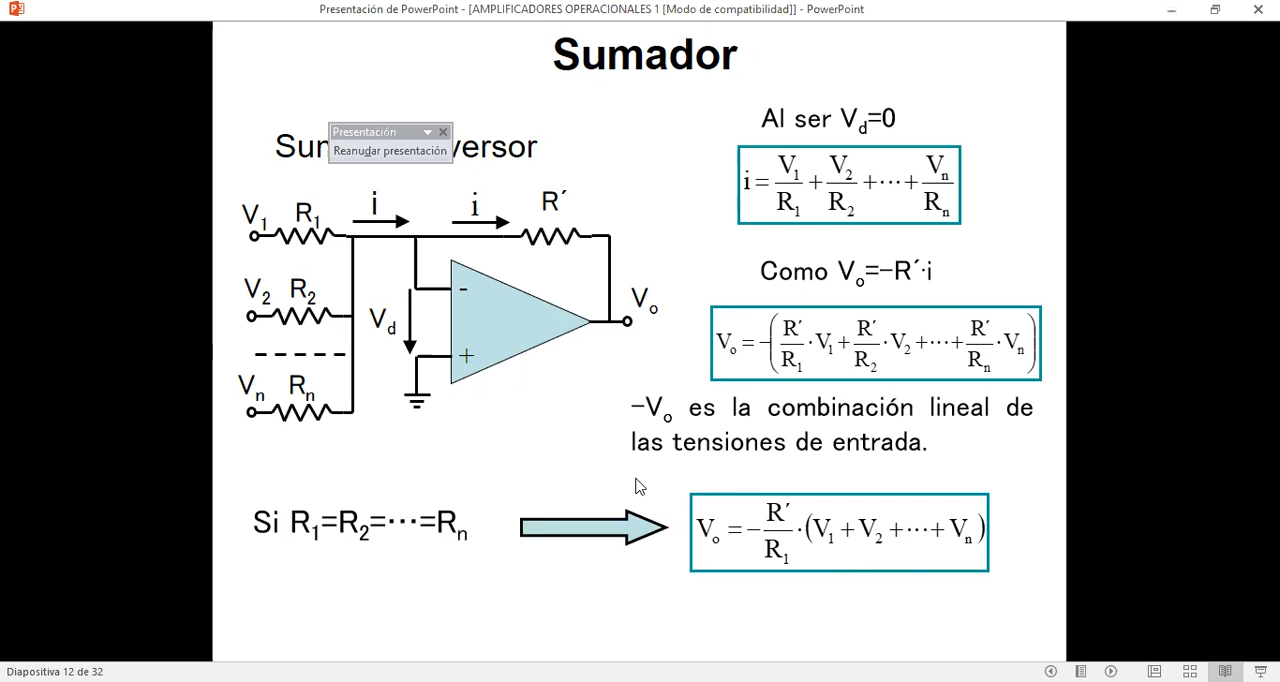 Presentación de PowerPoint - [AMPLIFICADORES OPERACIONALES 1 [Modo de compatibilidad]] - PowerPoint
Sumador
Al ser Vd=0
Presentación
Reanudar presentación
Sum versor
i = V1/R1 + V2/R2 + ··· + Vn/Rn
V1 R1 i i R´
Como Vo=-R´·i
V2 R2
Vd - + Vo
Vo = -(R´/R1 · V1 + R´/R2 · V2 + ··· + R´/Rn · Vn)
Vn Rn
-Vo es la combinación lineal de
las tensiones de entrada.
Si R1=R2=···=Rn
Vo = - R´/R1 · (V1 + V2 + ··· + Vn)
Diapositiva 12 de 32